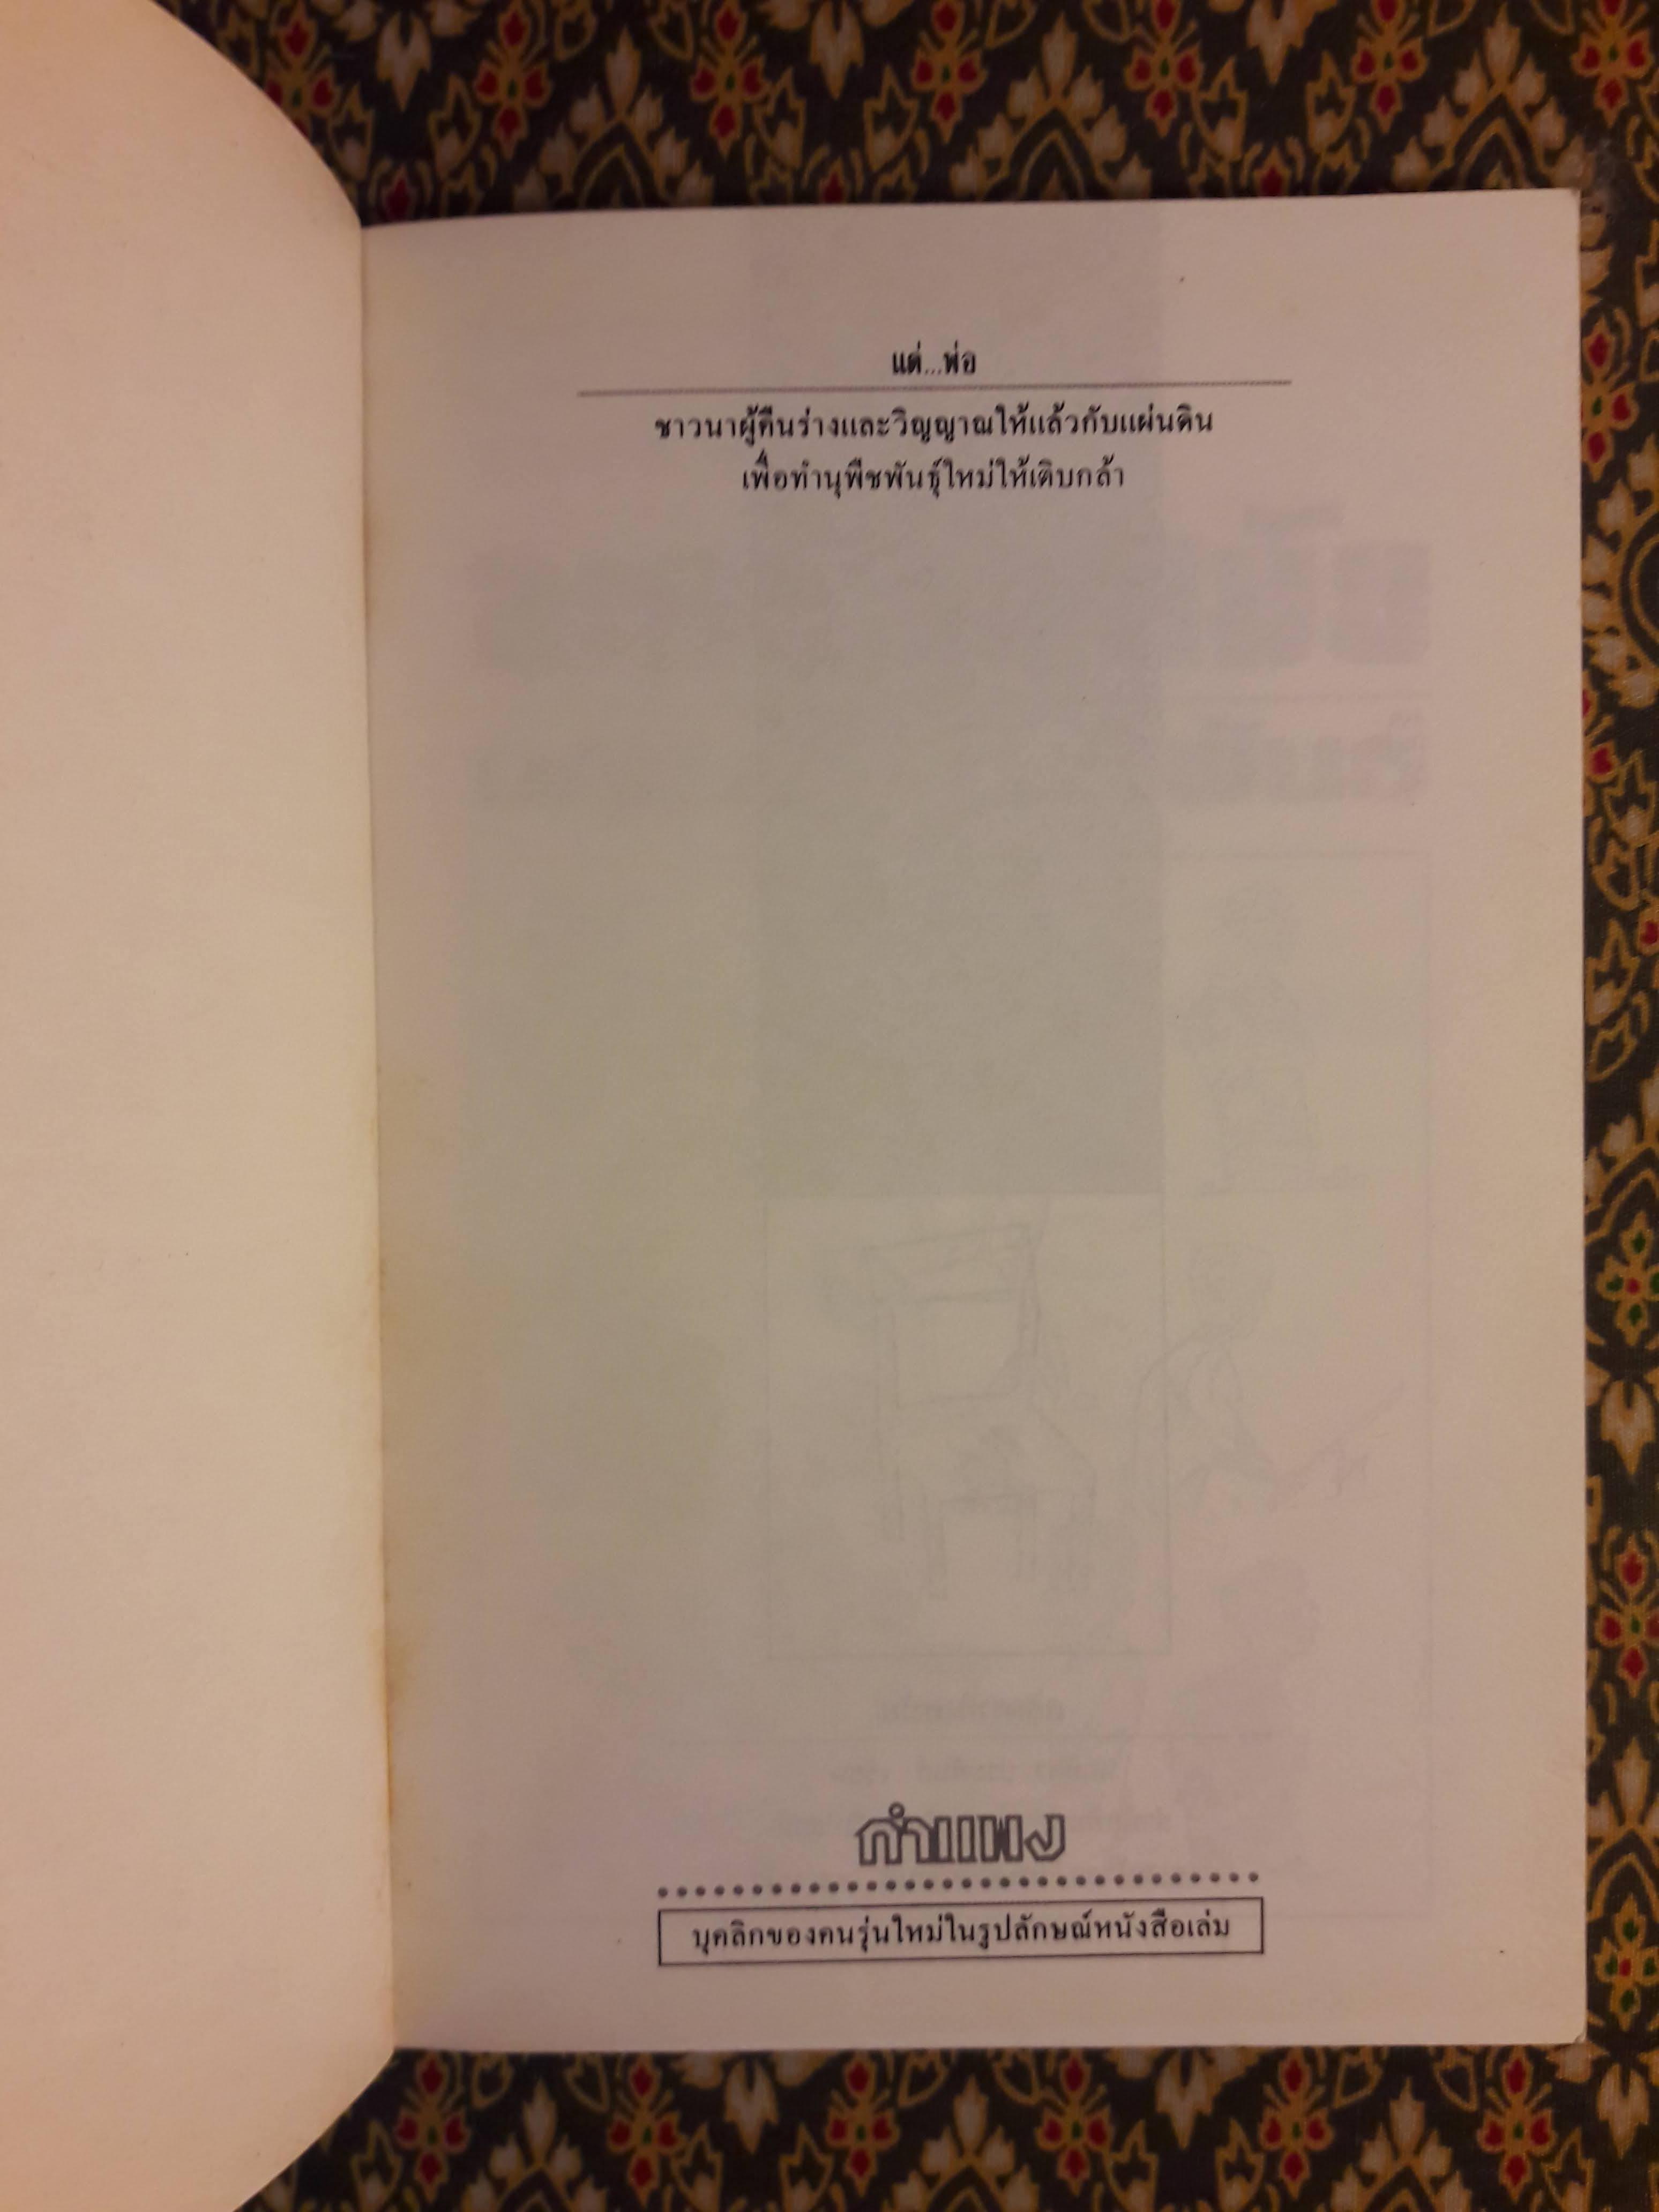 แด่...พ่อ
ชาวนาผู้คืนร่างและวิญญาณให้แล้วกับแผ่นดิน
เพื่อทำนุพืชพันธุ์ใหม่ให้เติบกล้า
กำแพง
บุคลิกของคนรุ่นใหม่ในรูปลักษณ์หนังสือเล่ม